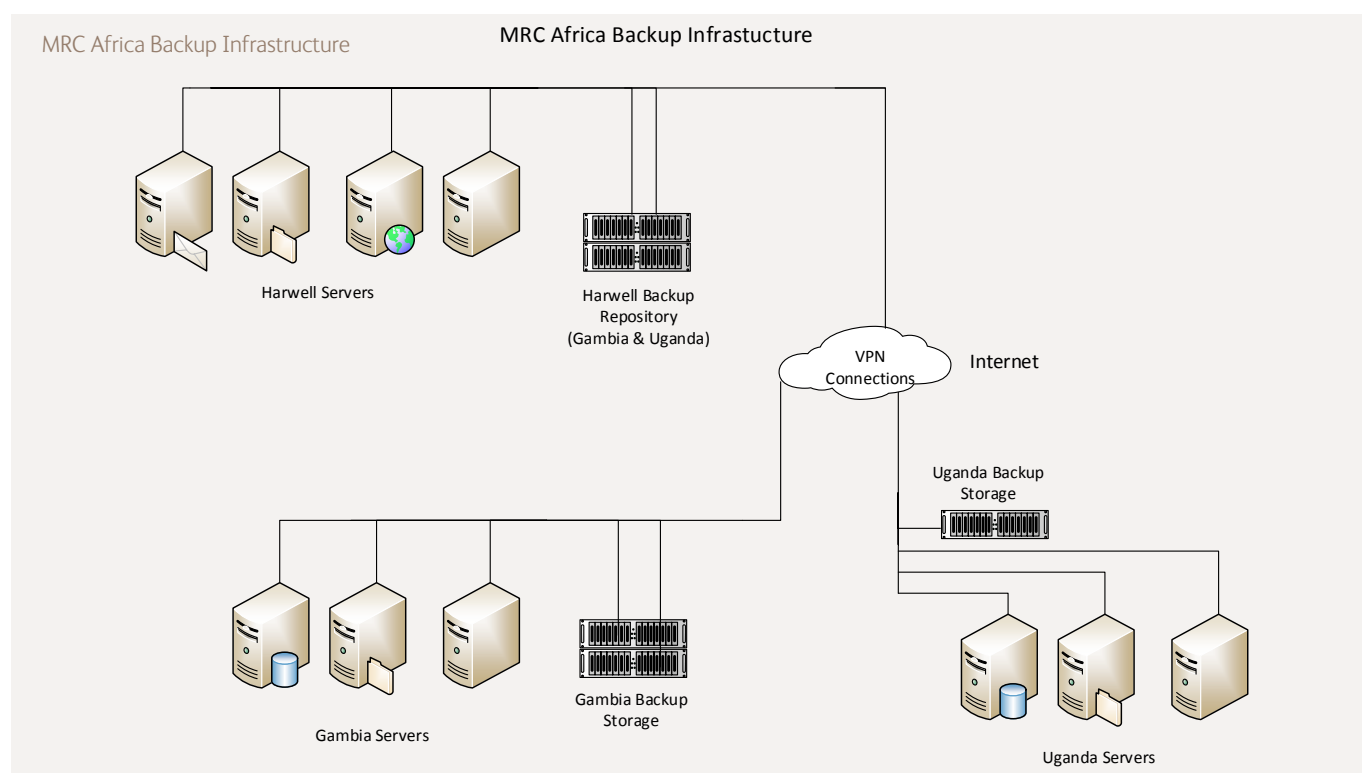 MRC Africa Backup Infrastructure
MRC Africa Backup Infrastucture
Harwell Servers
Harwell Backup
Repository
(Gambia & Uganda)
VPN
Connections
Internet
Uganda Backup
Storage
Gambia Backup
Storage
Gambia Servers
Uganda Servers